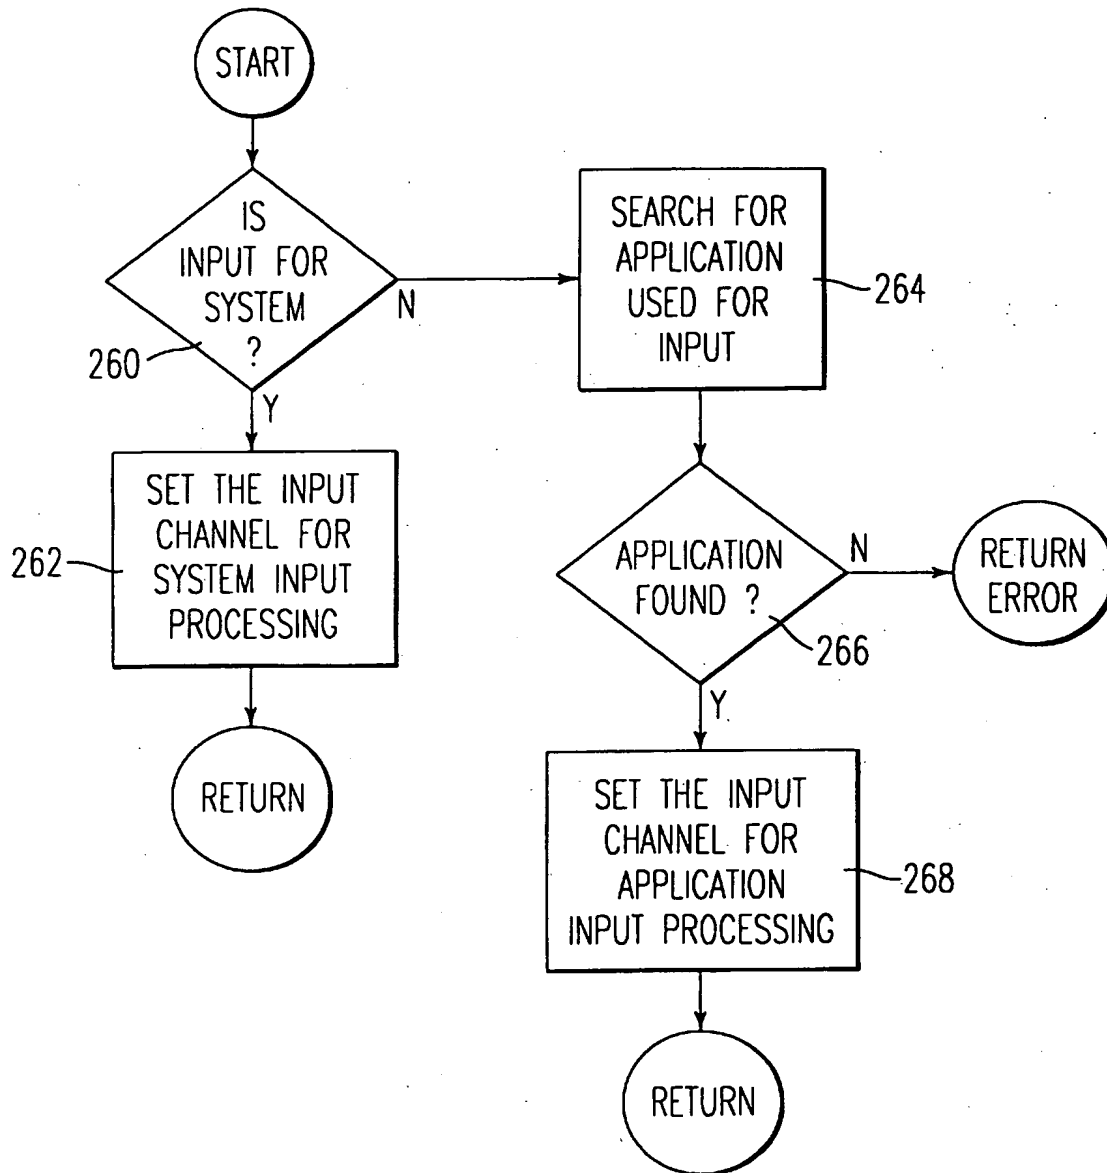 START
IS
INPUT FOR
SYSTEM
?
260
N
Y
SET THE INPUT
CHANNEL FOR
SYSTEM INPUT
PROCESSING
262
RETURN
SEARCH FOR
APPLICATION
USED FOR
INPUT
264
APPLICATION
FOUND ?
266
N
RETURN
ERROR
Y
SET THE INPUT
CHANNEL FOR
APPLICATION
INPUT PROCESSING
268
RETURN